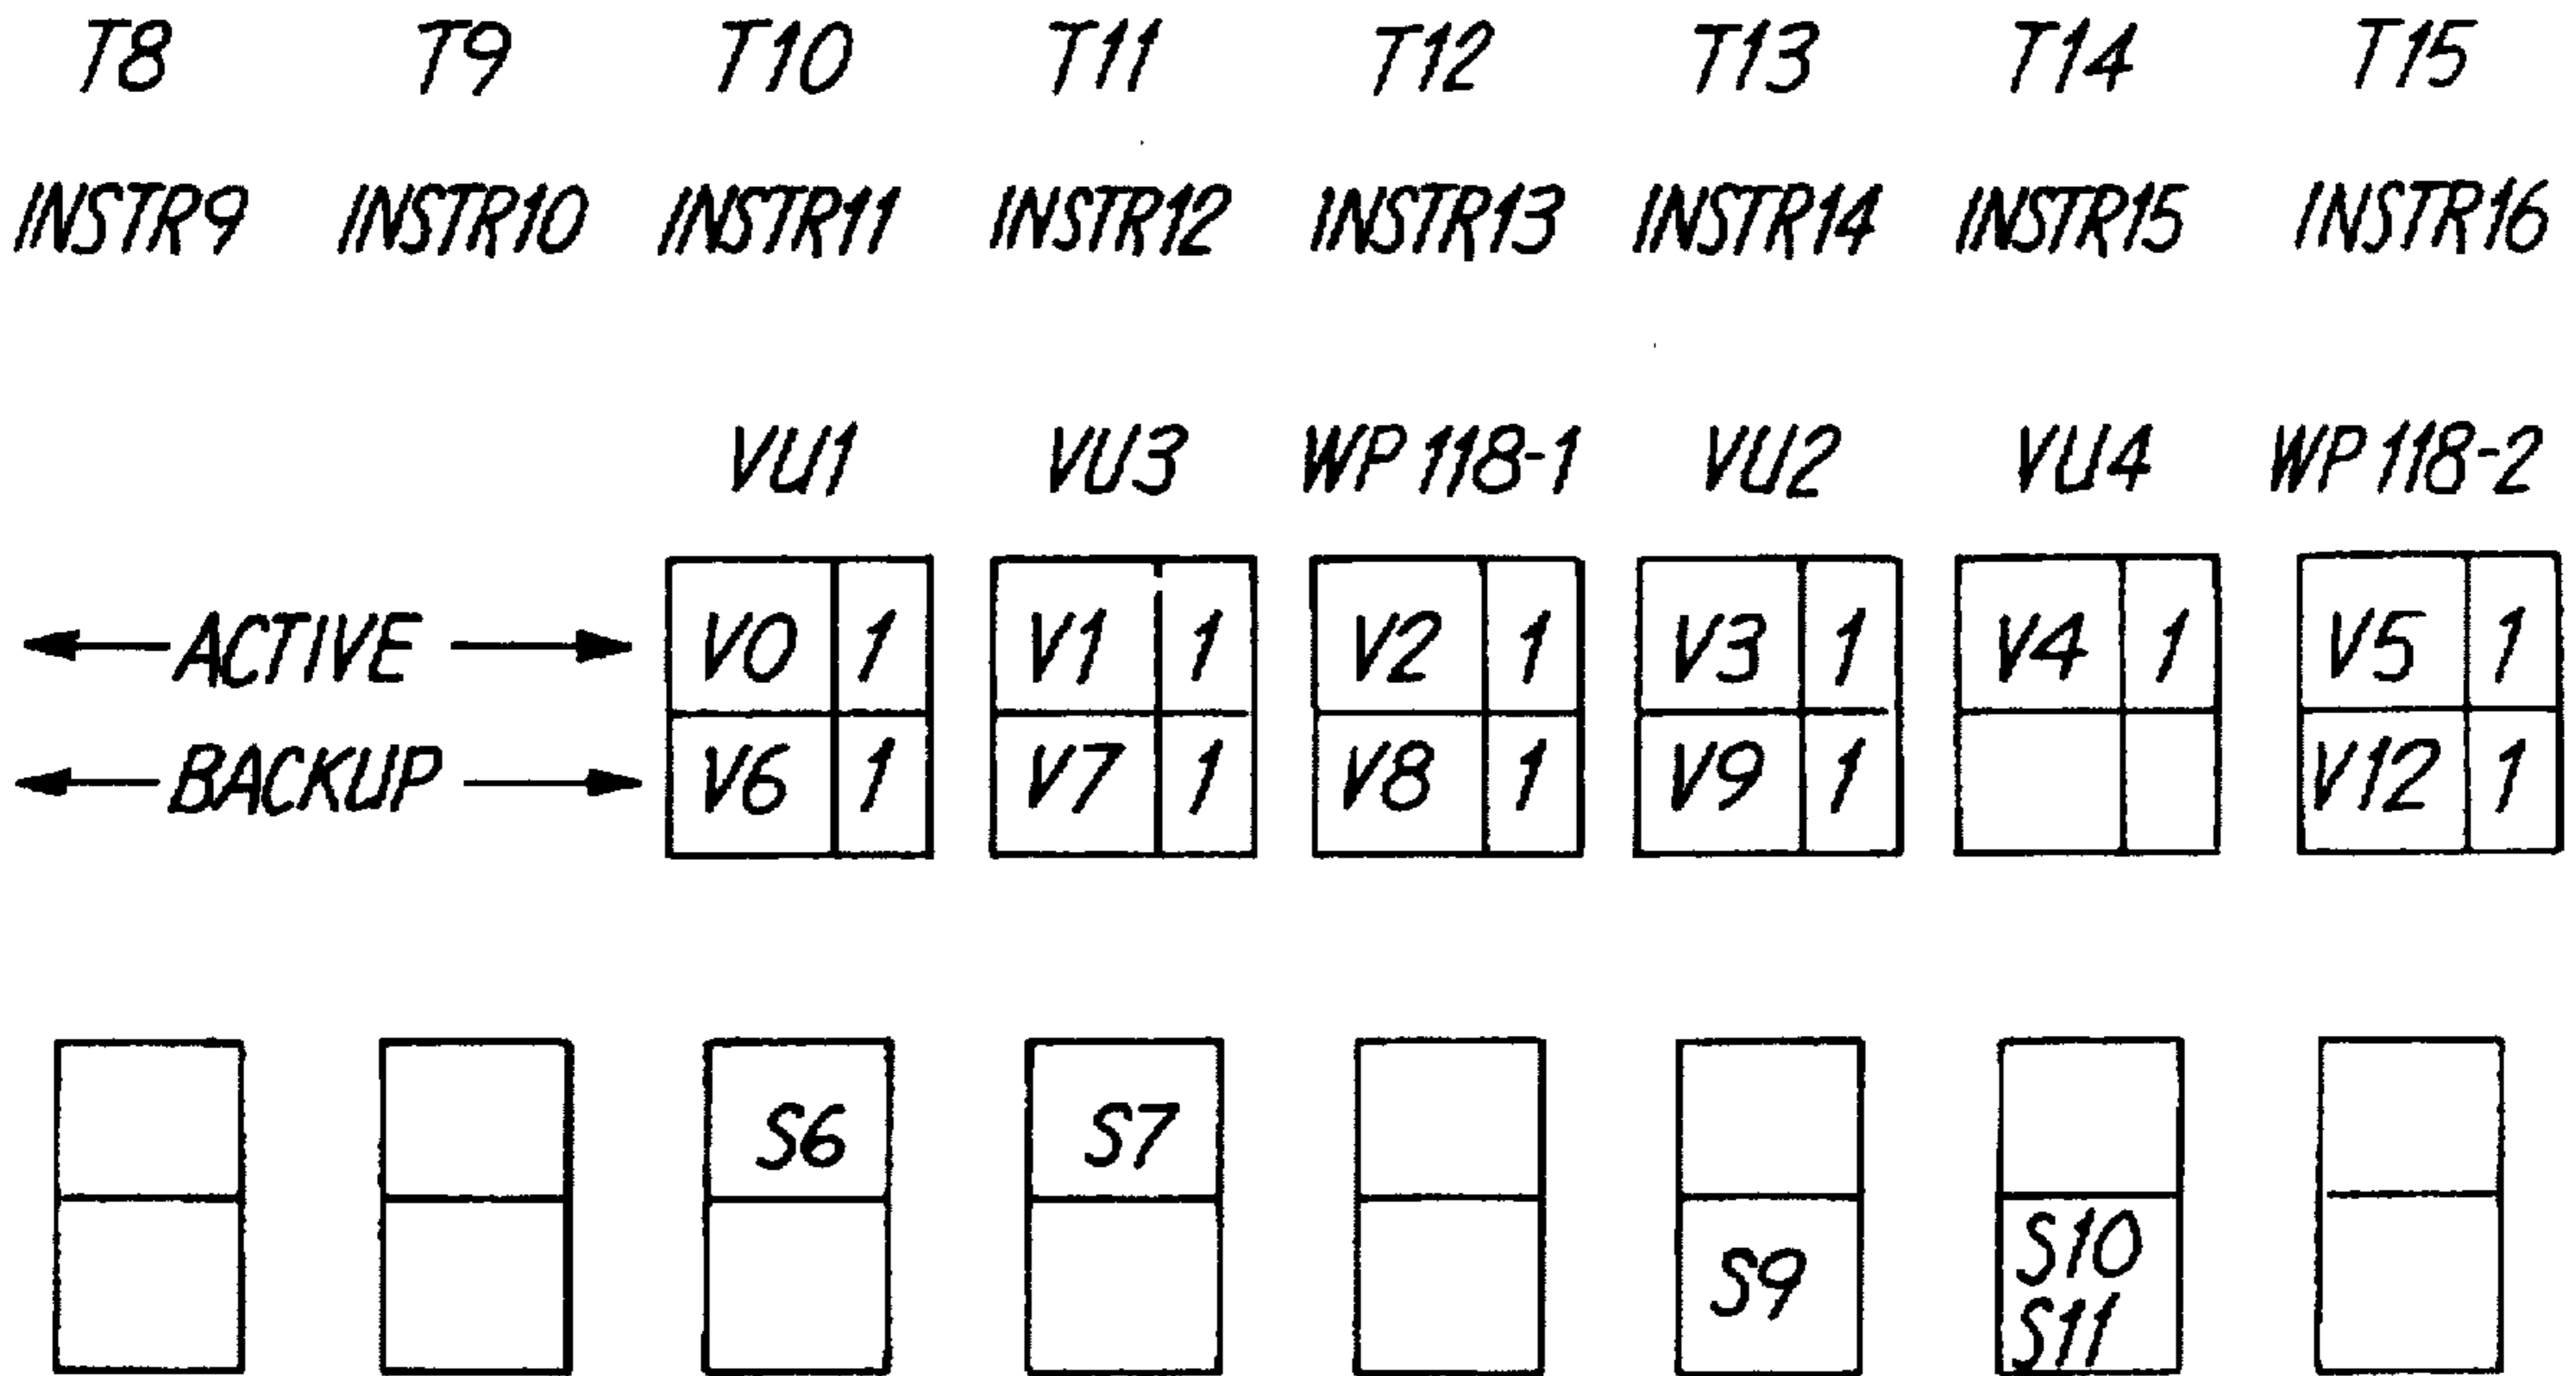 T8 T9 T10 T11 T12 T13 T14 T15
INSTR9 INSTR10 INSTR11 INSTR12 INSTR13 INSTR14 INSTR15 INSTR16
VU1 VU3 WP 118-1 VU2 VU4 WP 118-2
ACTIVE V0 1 V1 1 V2 1 V3 1 V4 1 V5 1
BACKUP V6 1 V7 1 V8 1 V9 1 V12 1
S6 S7
S9 S10
S11